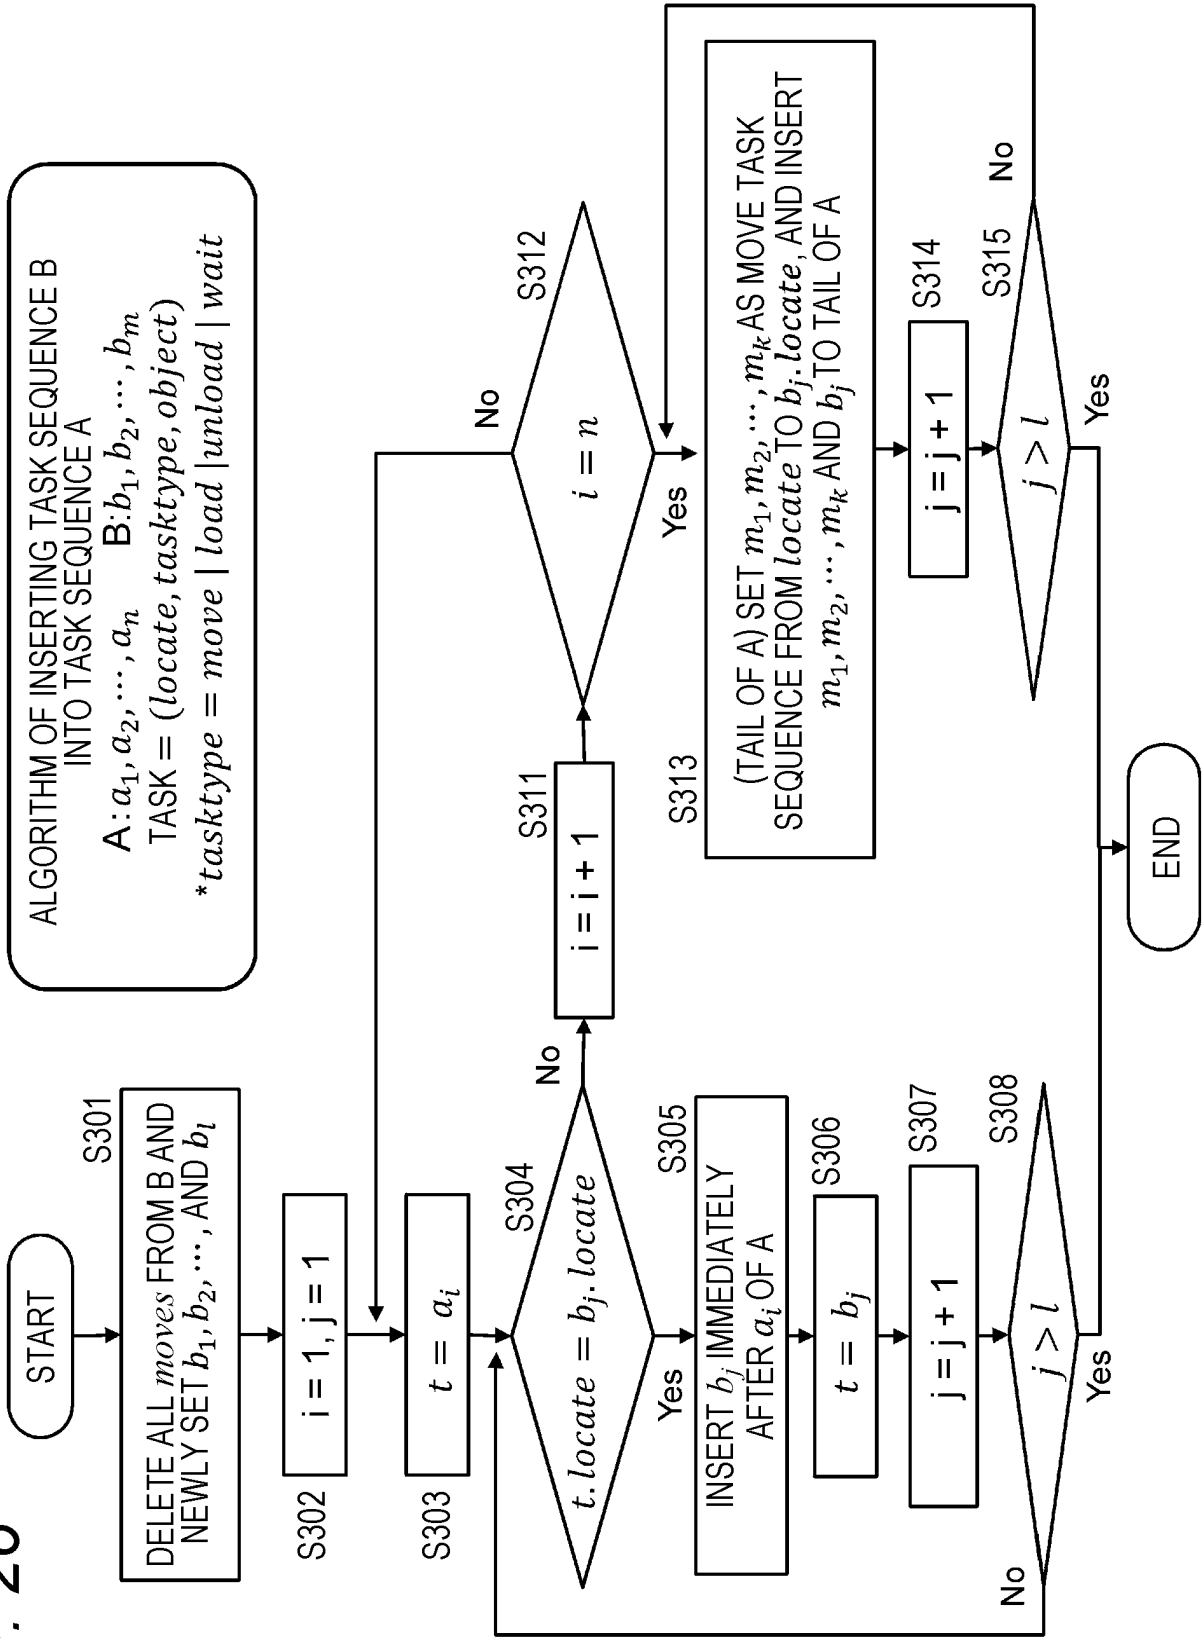 ALGORITHM OF INSERTING TASK SEQUENCE B
INTO TASK SEQUENCE A
A: a₁, a₂, ⋯, aₙ B: b₁, b₂, ⋯, bₘ
TASK = (locate, tasktype, object)
*tasktype = move | load |unload | wait
START
S301
DELETE ALL moves FROM B AND
NEWLY SET b₁, b₂, ⋯, AND bₗ
S302
i = 1, j = 1
S303
t = aᵢ
S304
t. locate = bⱼ. locate
No
Yes
S305
INSERT bⱼ IMMEDIATELY
AFTER aᵢ OF A
S306
t = bⱼ
S307
j = j + 1
S308
j > l
No
Yes
S311
i = i + 1
S312
i = n
No
Yes
S313
(TAIL OF A) SET m₁, m₂, ⋯, mₖ AS MOVE TASK
SEQUENCE FROM locate TO bⱼ. locate, AND INSERT
m₁, m₂, ⋯, mₖ AND bⱼ TO TAIL OF A
S314
j = j + 1
S315
j > l
No
Yes
END